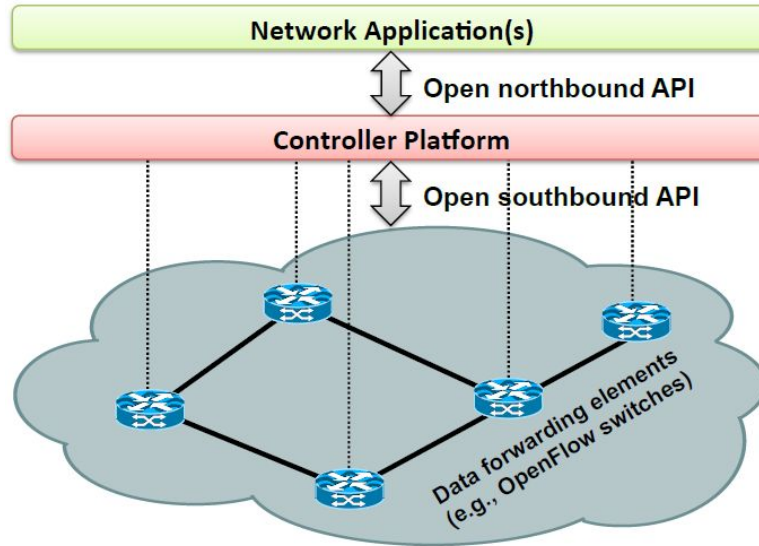 Network Application(s)
Open northbound API
Controller Platform
Open southbound API
Data forwarding elements
(e.g., OpenFlow switches)